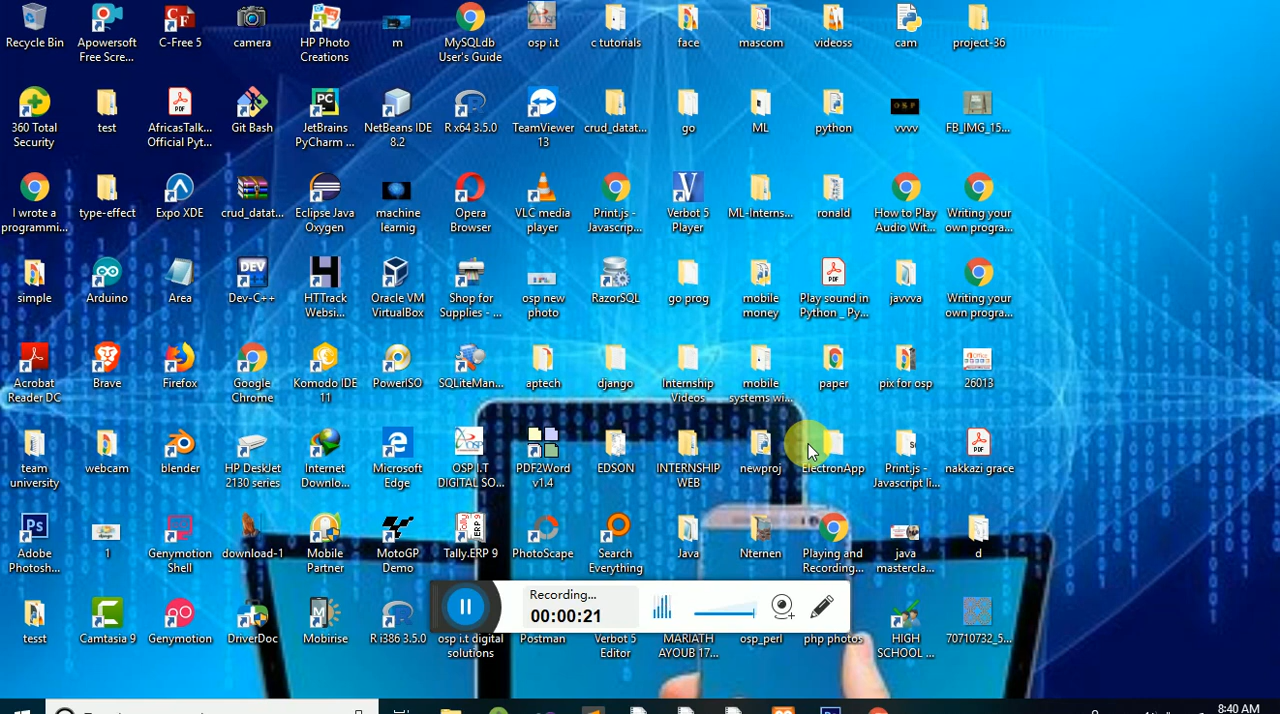 Recycle Bin
Apowersoft
Free Scre...
C-Free 5
camera
HP Photo
Creations
m
MySQLdb
User's Guide
osp i.t
c tutorials
face
mascom
videoss
cam
project-36
360 Total
Security
test
AfricasTalk...
Official Pyt...
Git Bash
JetBrains
PyCharm ...
NetBeans IDE
8.2
R x64 3.5.0
TeamViewer
13
crud_datat...
go
ML
python
vvvv
FB_IMG_15...
I wrote a
programmi...
type-effect
Expo XDE
crud_datat...
Eclipse Java
Oxygen
machine
learnig
Opera
Browser
VLC media
player
Print.js -
Javascrip...
Verbot 5
Player
ML-Interns...
ronald
How to Play
Audio Wit...
Writing your
own progra...
simple
Arduino
Area
Dev-C++
HTTrack
Websi...
Oracle VM
VirtualBox
Shop for
Supplies - ...
osp new
photo
RazorSQL
go prog
mobile
money
Play sound in
Python _ Py...
javvva
Writing your
own progra...
Acrobat
Reader DC
Brave
Firefox
Google
Chrome
Komodo IDE
11
PowerISO
SQLiteMan...
aptech
django
Internship
Videos
mobile
systems wi...
paper
pix for osp
26013
team
university
webcam
blender
HP DeskJet
2130 series
Internet
Downlo...
Microsoft
Edge
OSP I.T
DIGITAL SO...
PDF2Word
v1.4
EDSON
INTERNSHIP
WEB
newproj
ElectronApp
Print.js -
Javascript li...
nakkazi grace
Adobe
Photosh...
1
Genymotion
Shell
download-1
Mobile
Partner
MotoGP
Demo
Tally.ERP 9
PhotoScape
Search
Everything
Java
Nternen
Playing and
Recording...
java
mastercla...
d
Recording...
00:00:21
tesst
Camtasia 9
Genymotion
DriverDoc
Mobirise
R i386 3.5.0
osp i.t digital
solutions
Postman
Verbot 5
Editor
MARIATH
AYOUB 17...
osp_perl
php photos
HIGH
SCHOOL ...
70710732_5...
8:40 AM